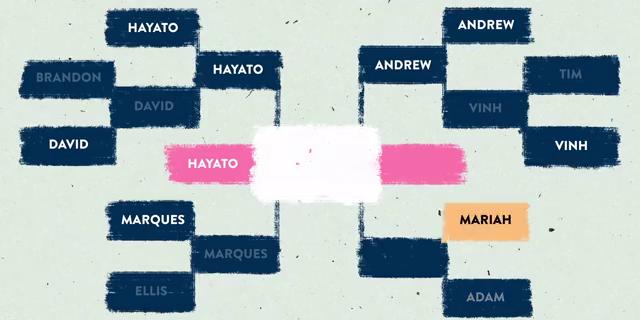 HAYATO
BRANDON
DAVID
DAVID
HAYATO
HAYATO
MARQUES
MARQUES
ELLIS
ANDREW
ANDREW
TIM
VINH
VINH
MARIAH
ADAM